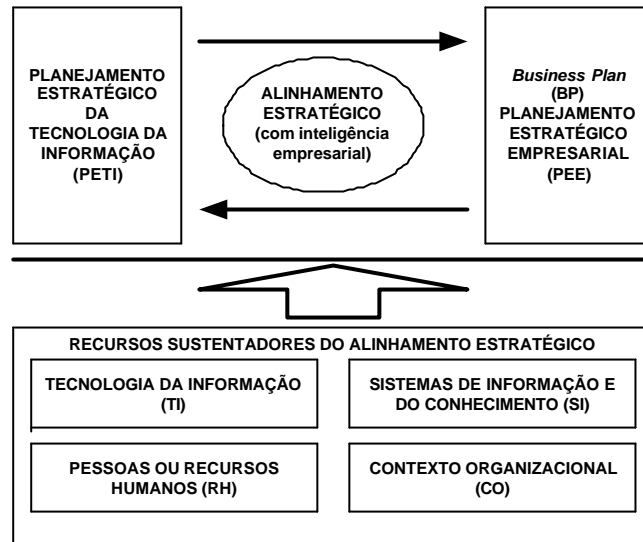 PLANEJAMENTO
ESTRATÉGICO
DA
TECNOLOGIA DA
INFORMAÇÃO
(PETI)
ALINHAMENTO
ESTRATÉGICO
(com inteligência
empresarial)
Business Plan
(BP)
PLANEJAMENTO
ESTRATÉGICO
EMPRESARIAL
(PEE)
RECURSOS SUSTENTADORES DO ALINHAMENTO ESTRATÉGICO
TECNOLOGIA DA INFORMAÇÃO
(TI)
SISTEMAS DE INFORMAÇÃO E
DO CONHECIMENTO (SI)
PESSOAS OU RECURSOS
HUMANOS (RH)
CONTEXTO ORGANIZACIONAL
(CO)